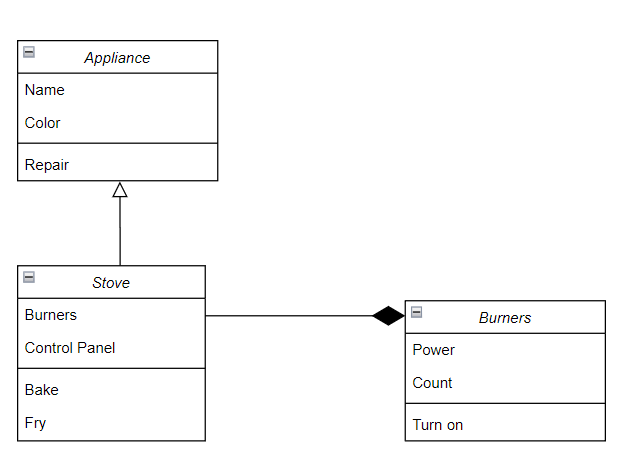 Appliance
Name
Color
Repair
Stove
Burners
Control Panel
Bake
Fry
Burners
Power
Count
Turn on